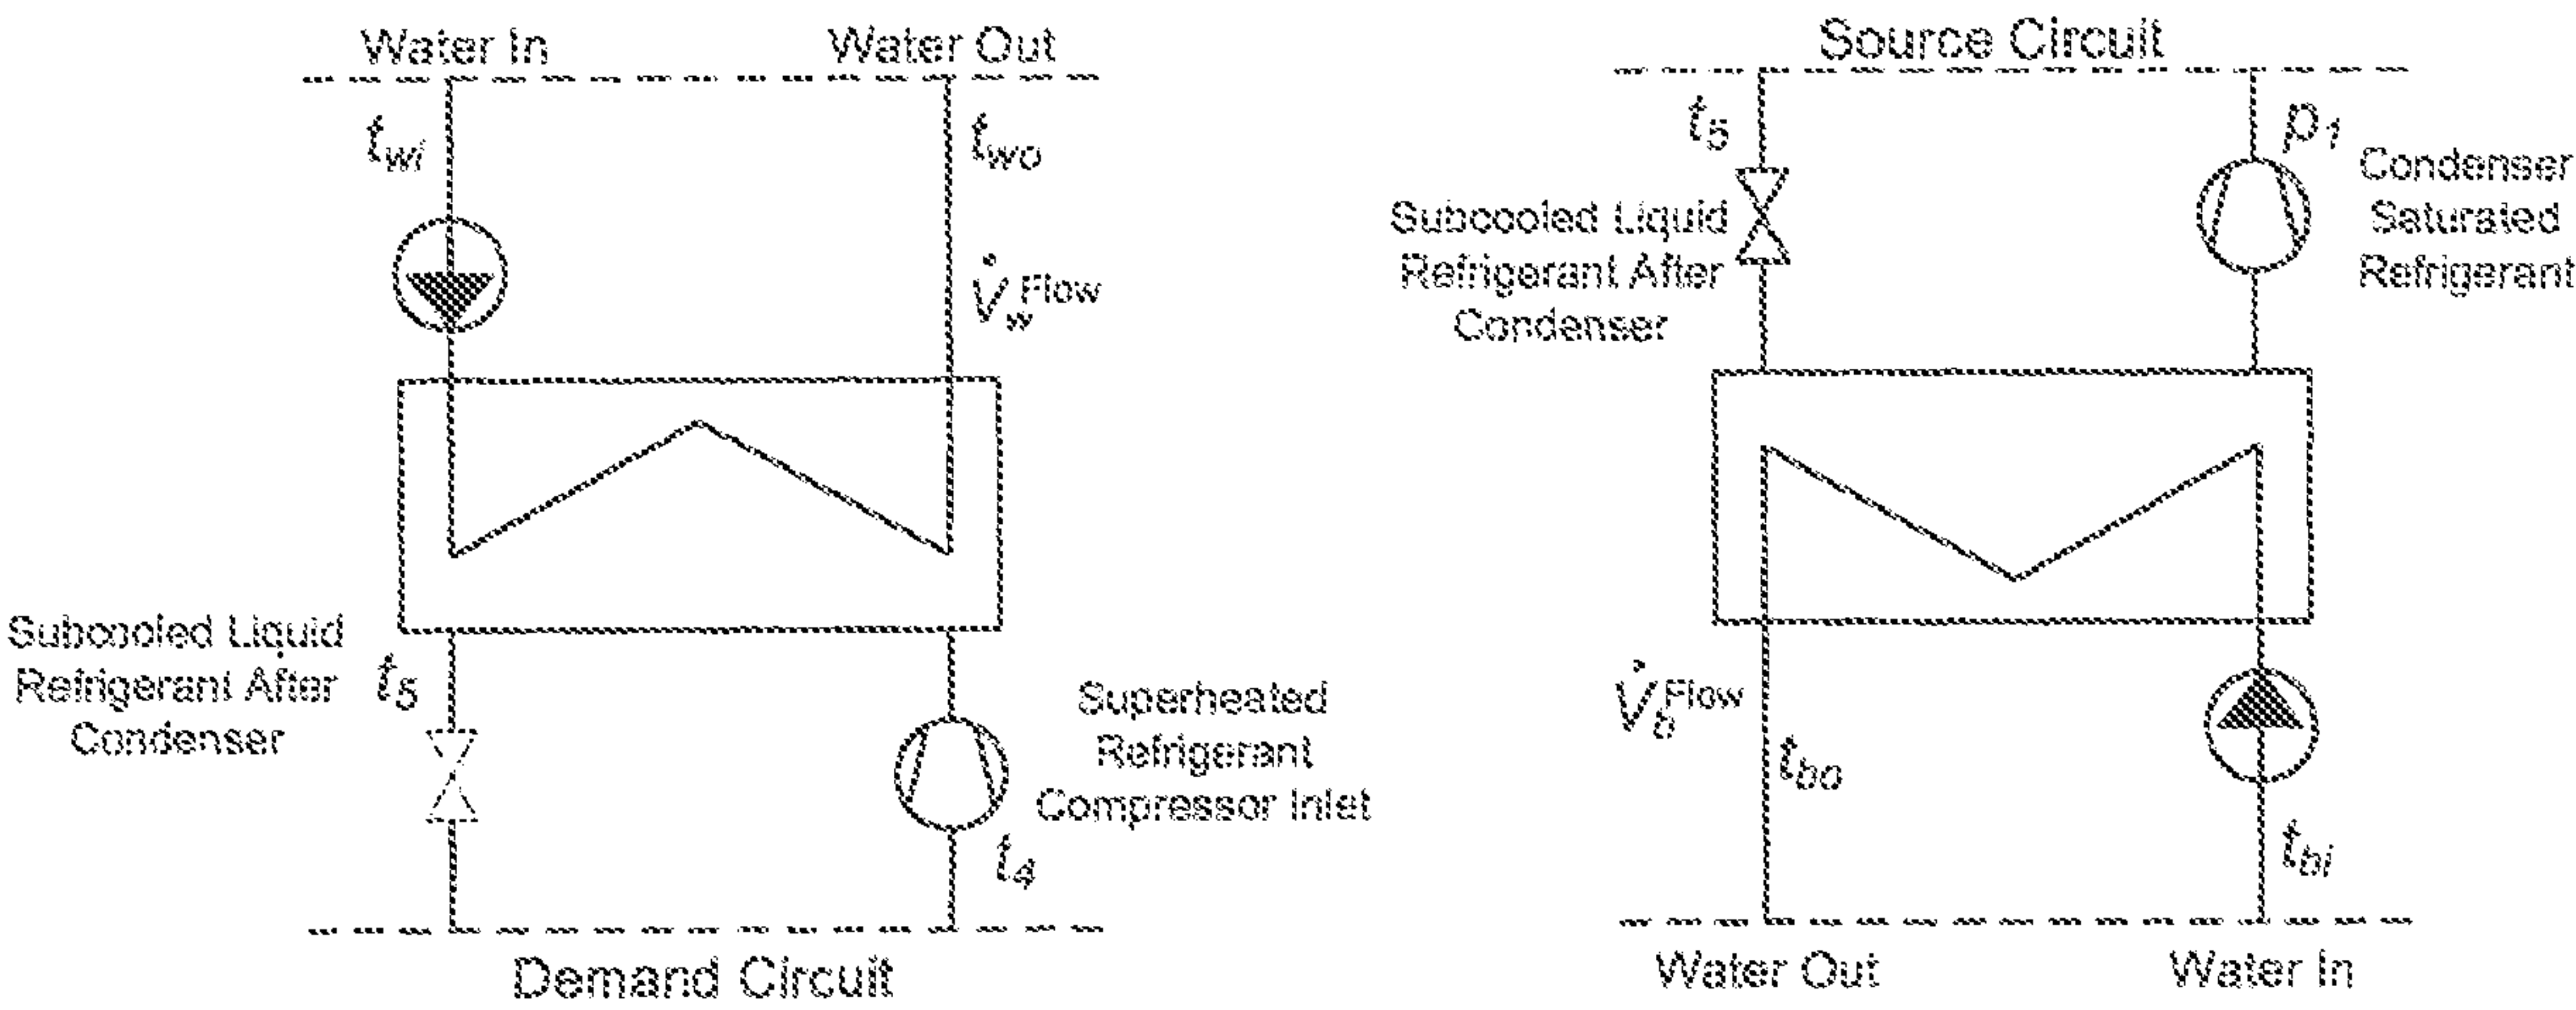 Water In
Water Out
t_wi
t_wo
V̇_w Flow
Subcooled Liquid
Refrigerant After
Condenser
t_5
Superheated
Refrigerant
Compressor Inlet
t_4
Demand Circuit
Source Circuit
t_5
p_1
Subcooled Liquid
Refrigerant After
Condenser
Condenser
Saturated
Refrigerant
V̇_b Flow
t_bo
t_bi
Water Out
Water In